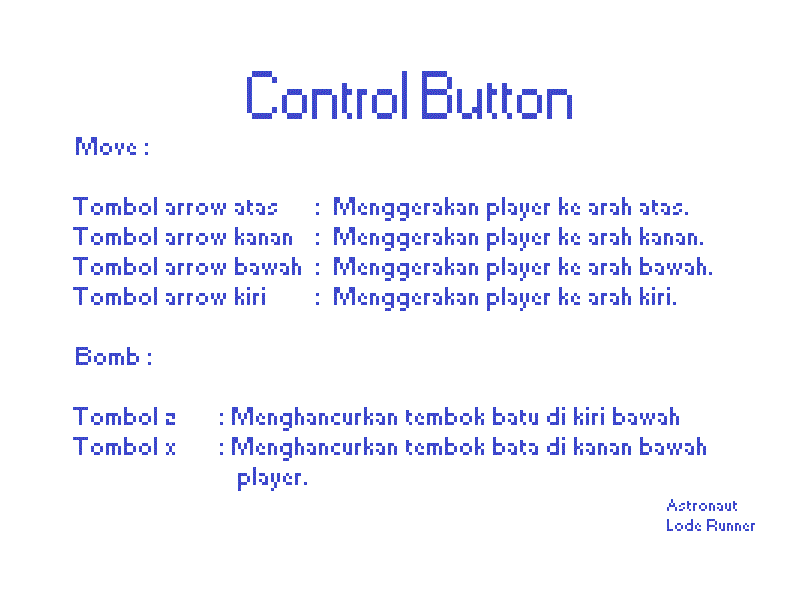 Control Button
Move :
Tombol arrow atas : Menggerakan player ke arah atas.
Tombol arrow kanan : Menggerakan player ke arah kanan.
Tombol arrow bawah : Menggerakan player ke arah bawah.
Tombol arrow kiri : Menggerakan player ke arah kiri.
Bomb :
Tombol z : Menghancurkan tembok batu di kiri bawah
Tombol x : Menghancurkan tembok bata di kanan bawah
player.
Astronaut
Lode Runner